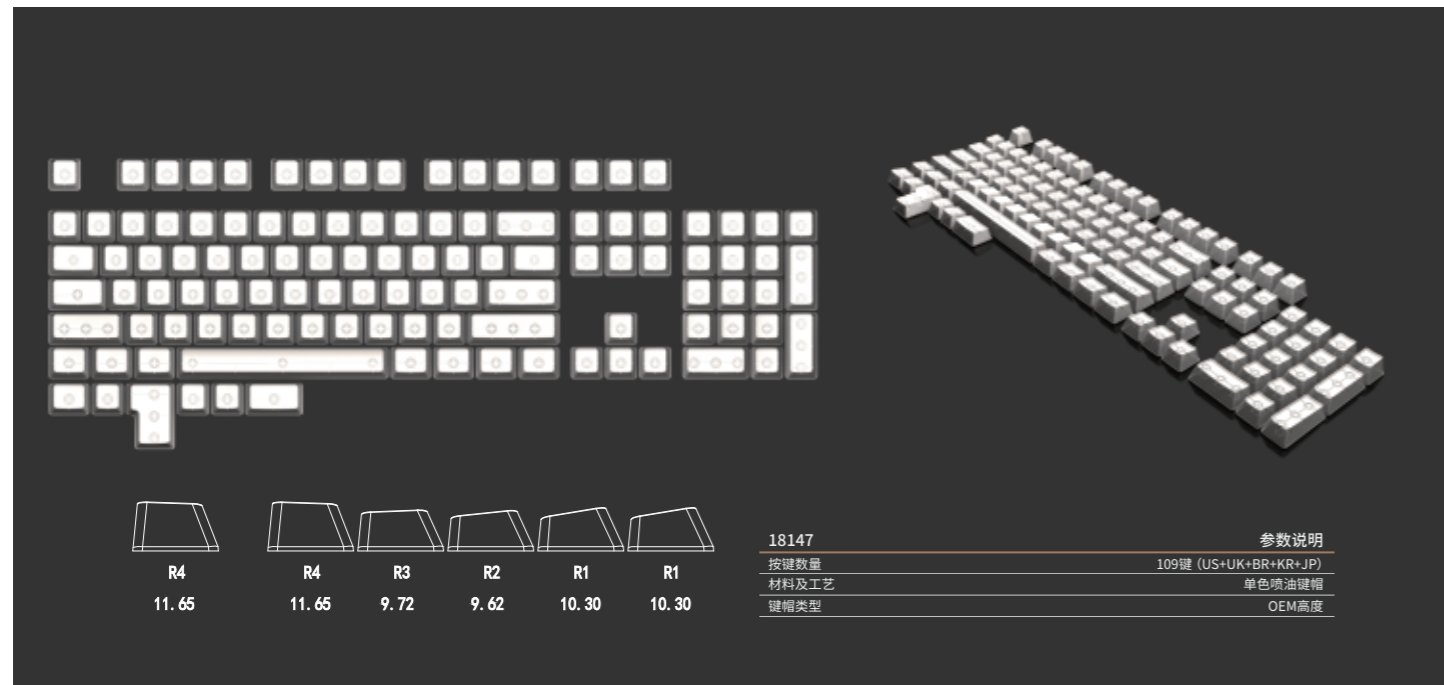 R4 R4 R3 R2 R1 R1
11.65 11.65 9.72 9.62 10.30 10.30
18147 参数说明
按键数量 109键 (US+UK+BR+KR+JP)
材料及工艺 单色喷油键帽
键帽类型 OEM高度